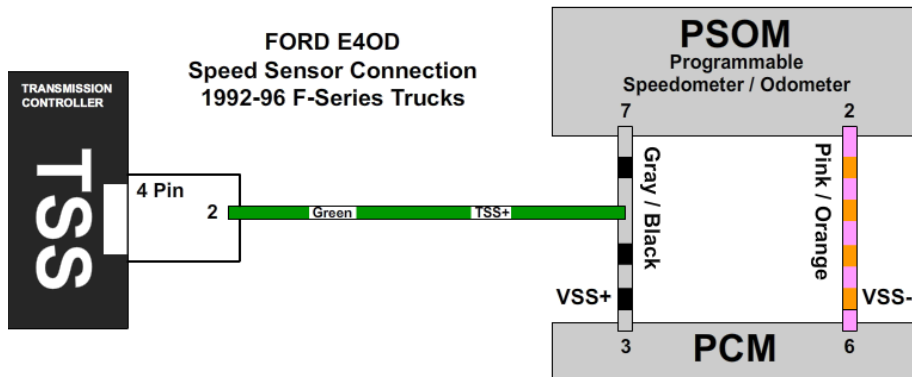 FORD E4OD
Speed Sensor Connection
1992-96 F-Series Trucks
TRANSMISSION
CONTROLLER
TSS
4 Pin
2
Green
TSS+
PSOM
Programmable
Speedometer / Odometer
7
2
Gray / Black
Pink / Orange
VSS+
VSS-
3
6
PCM